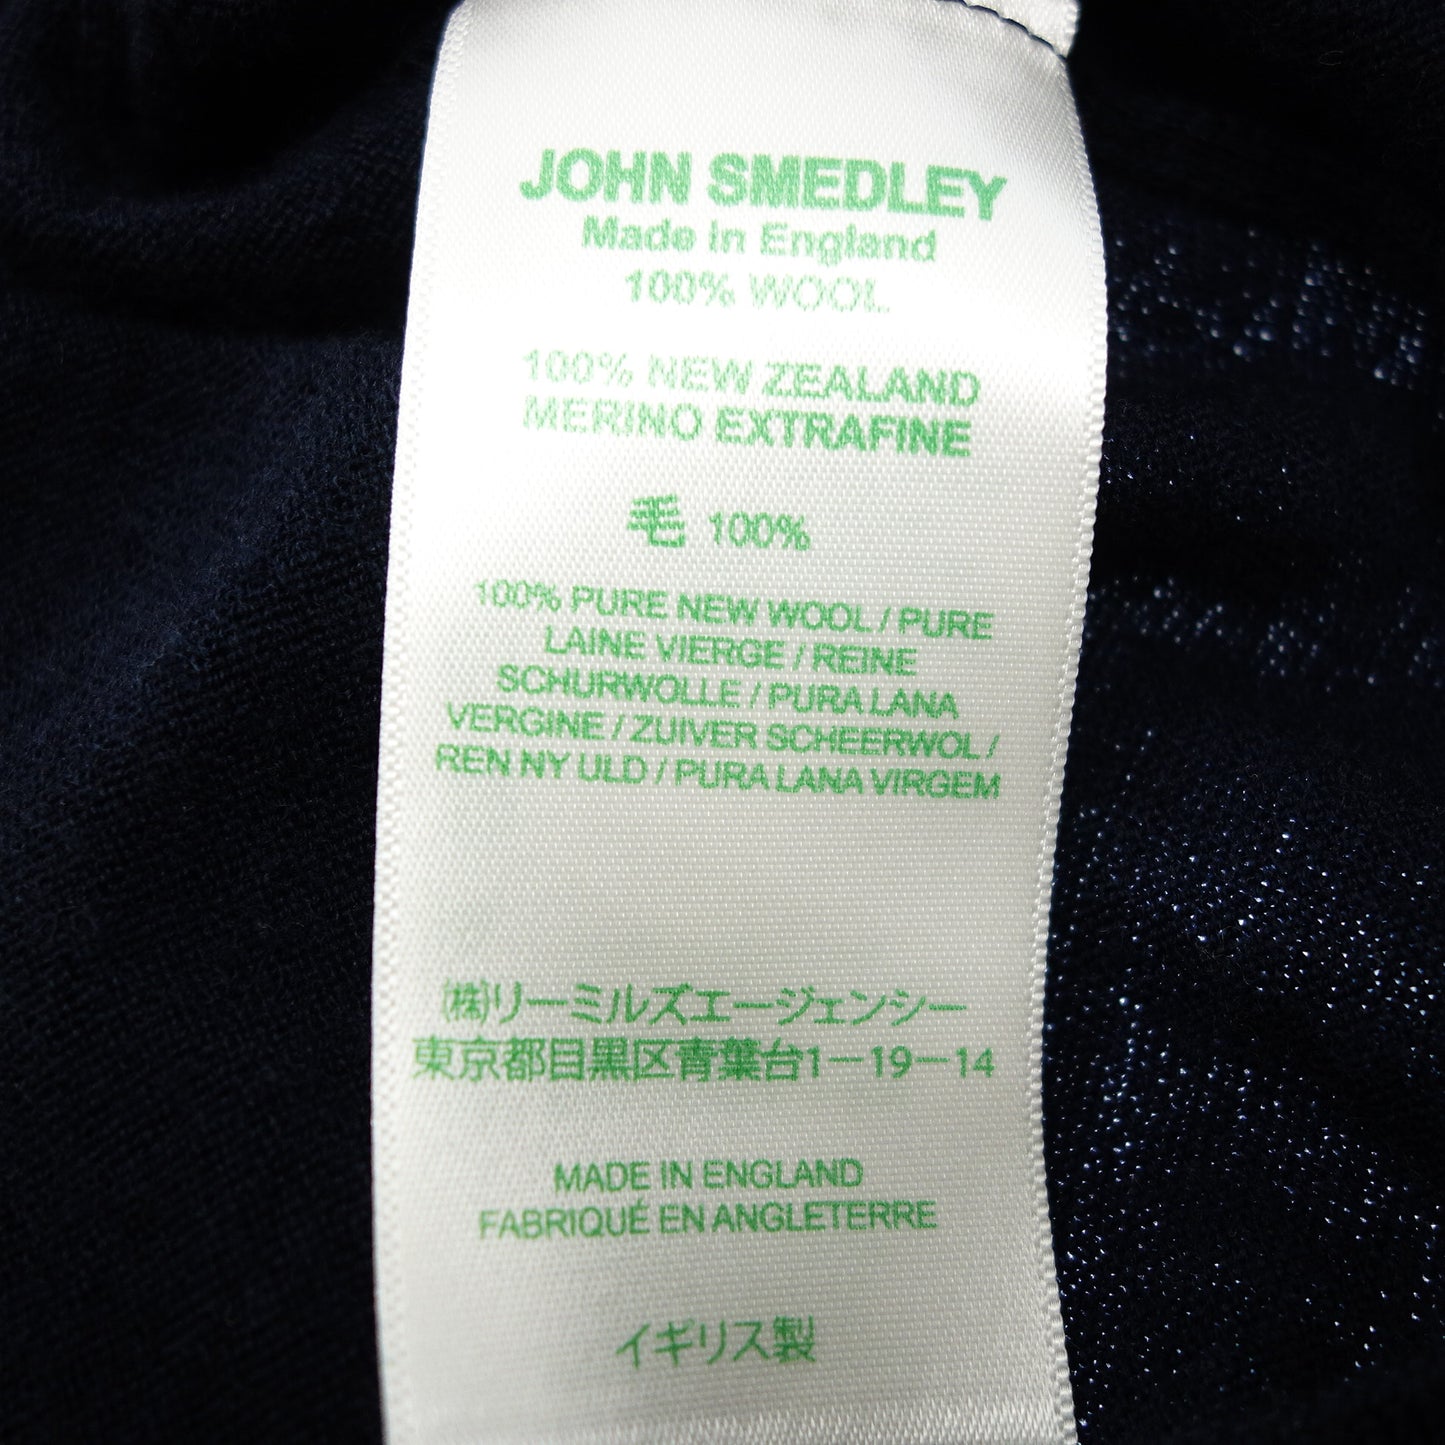 JOHN SMEDLEY
Made in England
100% WOOL
100% NEW ZEALAND
MERINO EXTRAFINE
毛 100%
100% PURE NEW WOOL / PURE
LAINE VIERGE / REINE
SCHURWOLLE / PURA LANA
VERGINE / ZUIVER SCHEERWOL /
REN NY ULD / PURA LANA VIRGEM
(株)リーミルズエージェンシー
東京都目黒区青葉台1－19－14
MADE IN ENGLAND
FABRIQUÉ EN ANGLETERRE
イギリス製